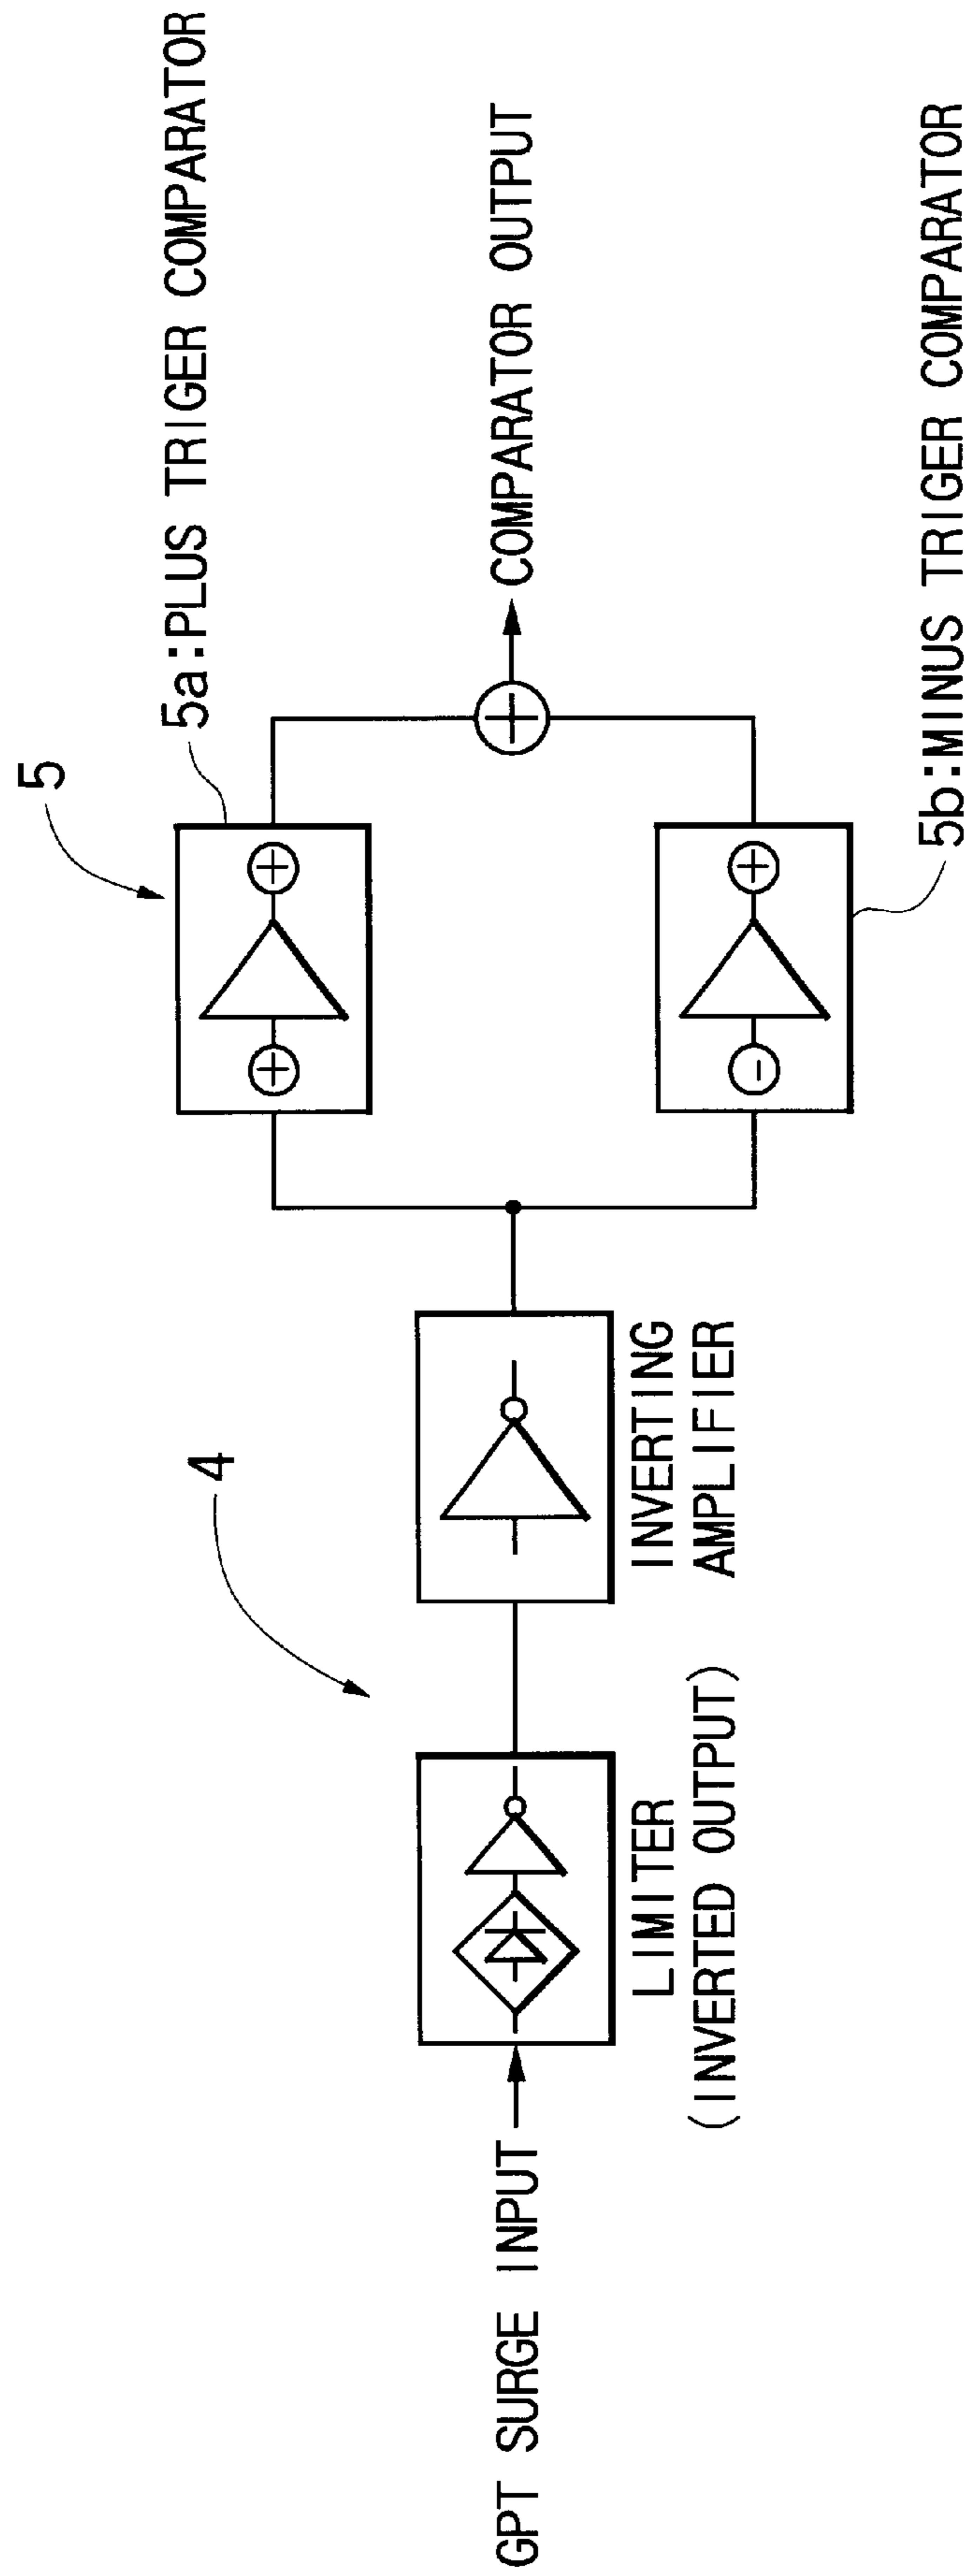 5
5a:PLUS TRIGER COMPARATOR
4
GPT SURGE INPUT
COMPARATOR OUTPUT
LIMITER
(INVERTED OUTPUT)
INVERTING
AMPLIFIER
5b:MINUS TRIGER COMPARATOR